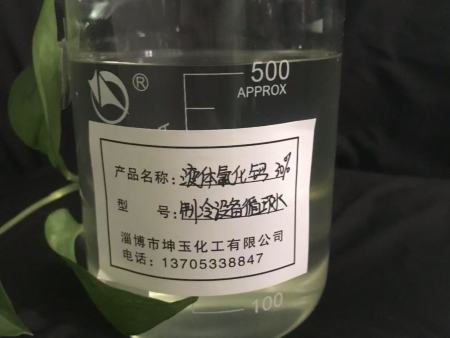 ®
500
APPROX
产品名称: 液体氯化钙 30%
型 号: 制冷设备循环水
淄博市坤玉化工有限公司
电话: 13705338847
100